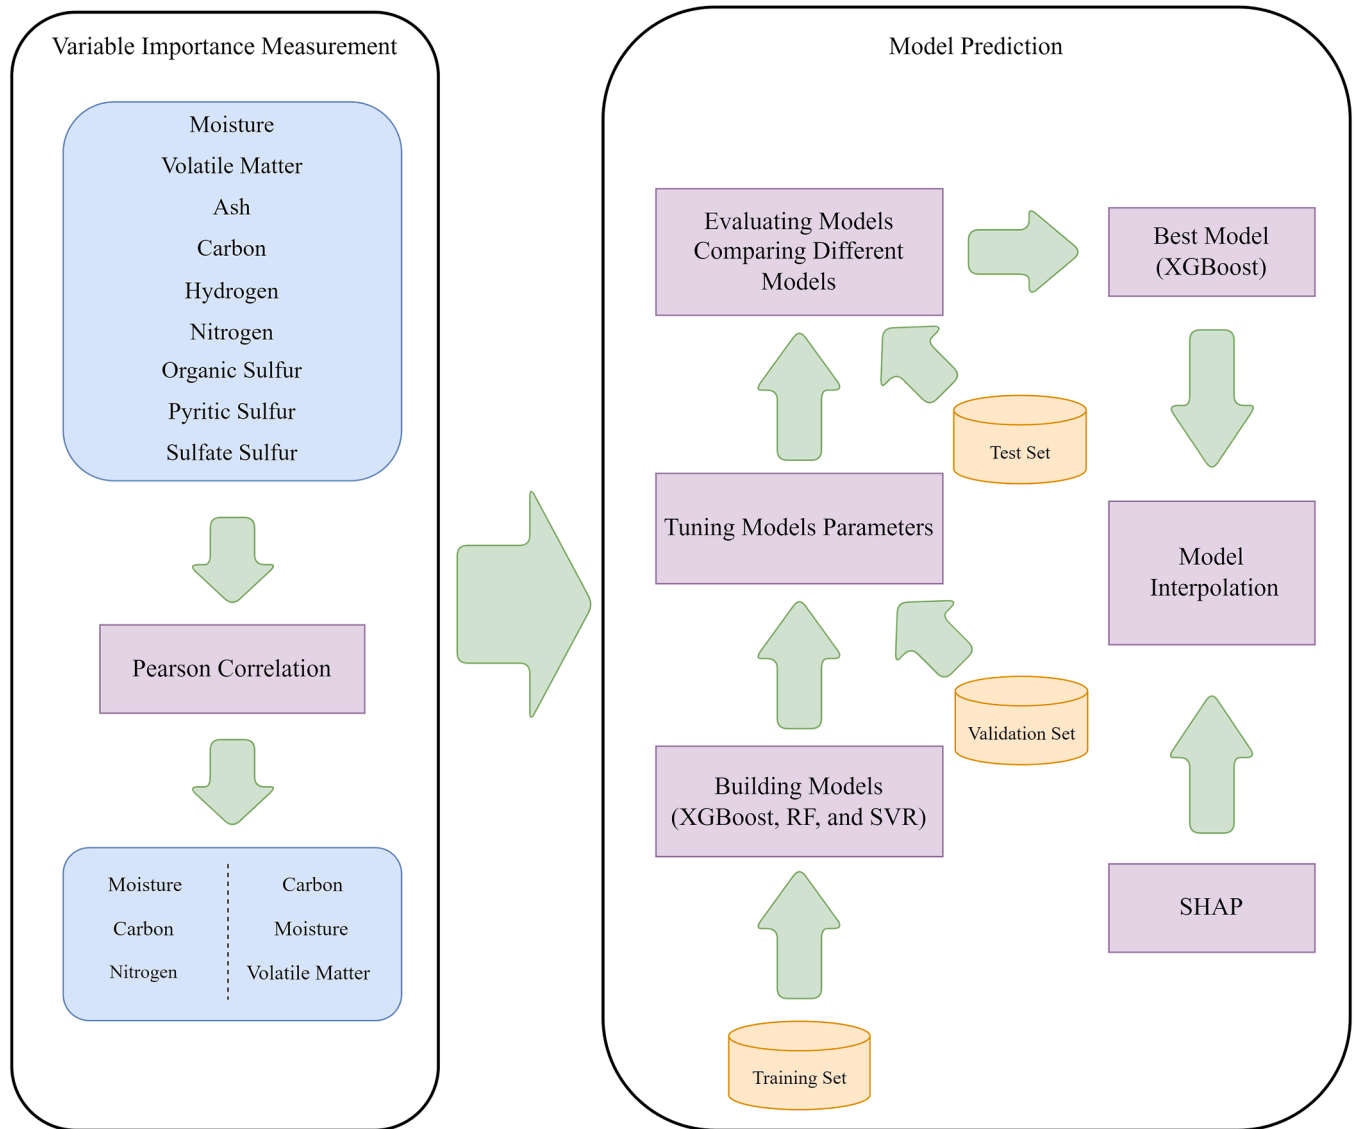 Variable Importance Measurement
Moisture
Volatile Matter
Ash
Carbon
Hydrogen
Nitrogen
Organic Sulfur
Pyritic Sulfur
Sulfate Sulfur
Pearson Correlation
Moisture
Carbon
Nitrogen
Carbon
Moisture
Volatile Matter
Model Prediction
Evaluating Models
Comparing Different
Models
Best Model
(XGBoost)
Test Set
Tuning Models Parameters
Model
Interpolation
Validation Set
Building Models
(XGBoost, RF, and SVR)
SHAP
Training Set